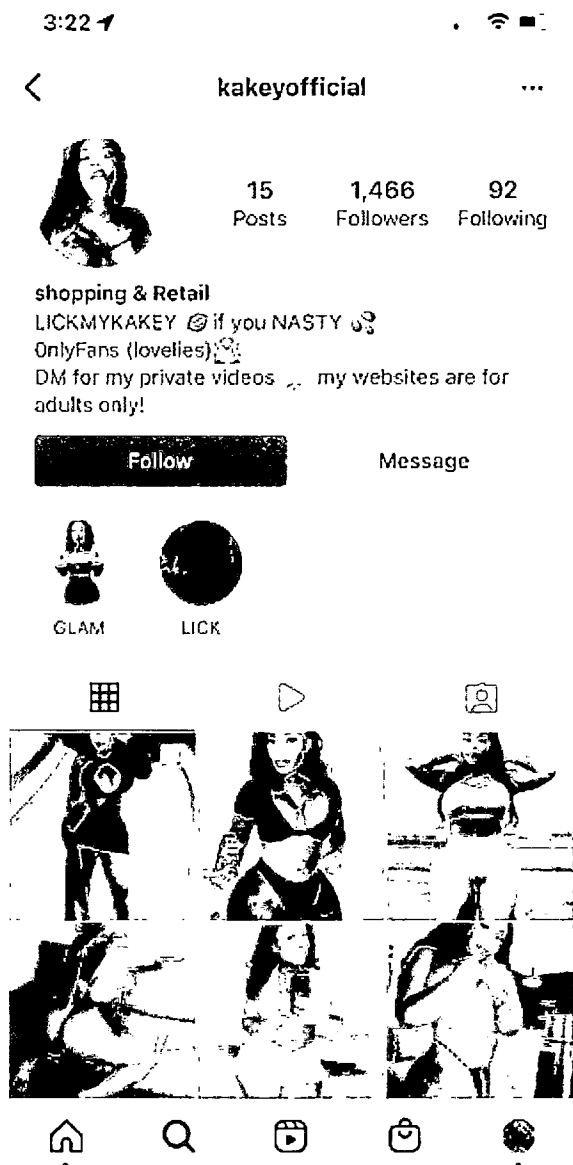 3:22
kakeyofficial
15 1,466 92
Posts Followers Following
shopping & Retail
LICKMYKAKEY if you NASTY
OnlyFans (lovelies)
DM for my private videos my websites are for
adults only!
Follow Message
GLAM LICK